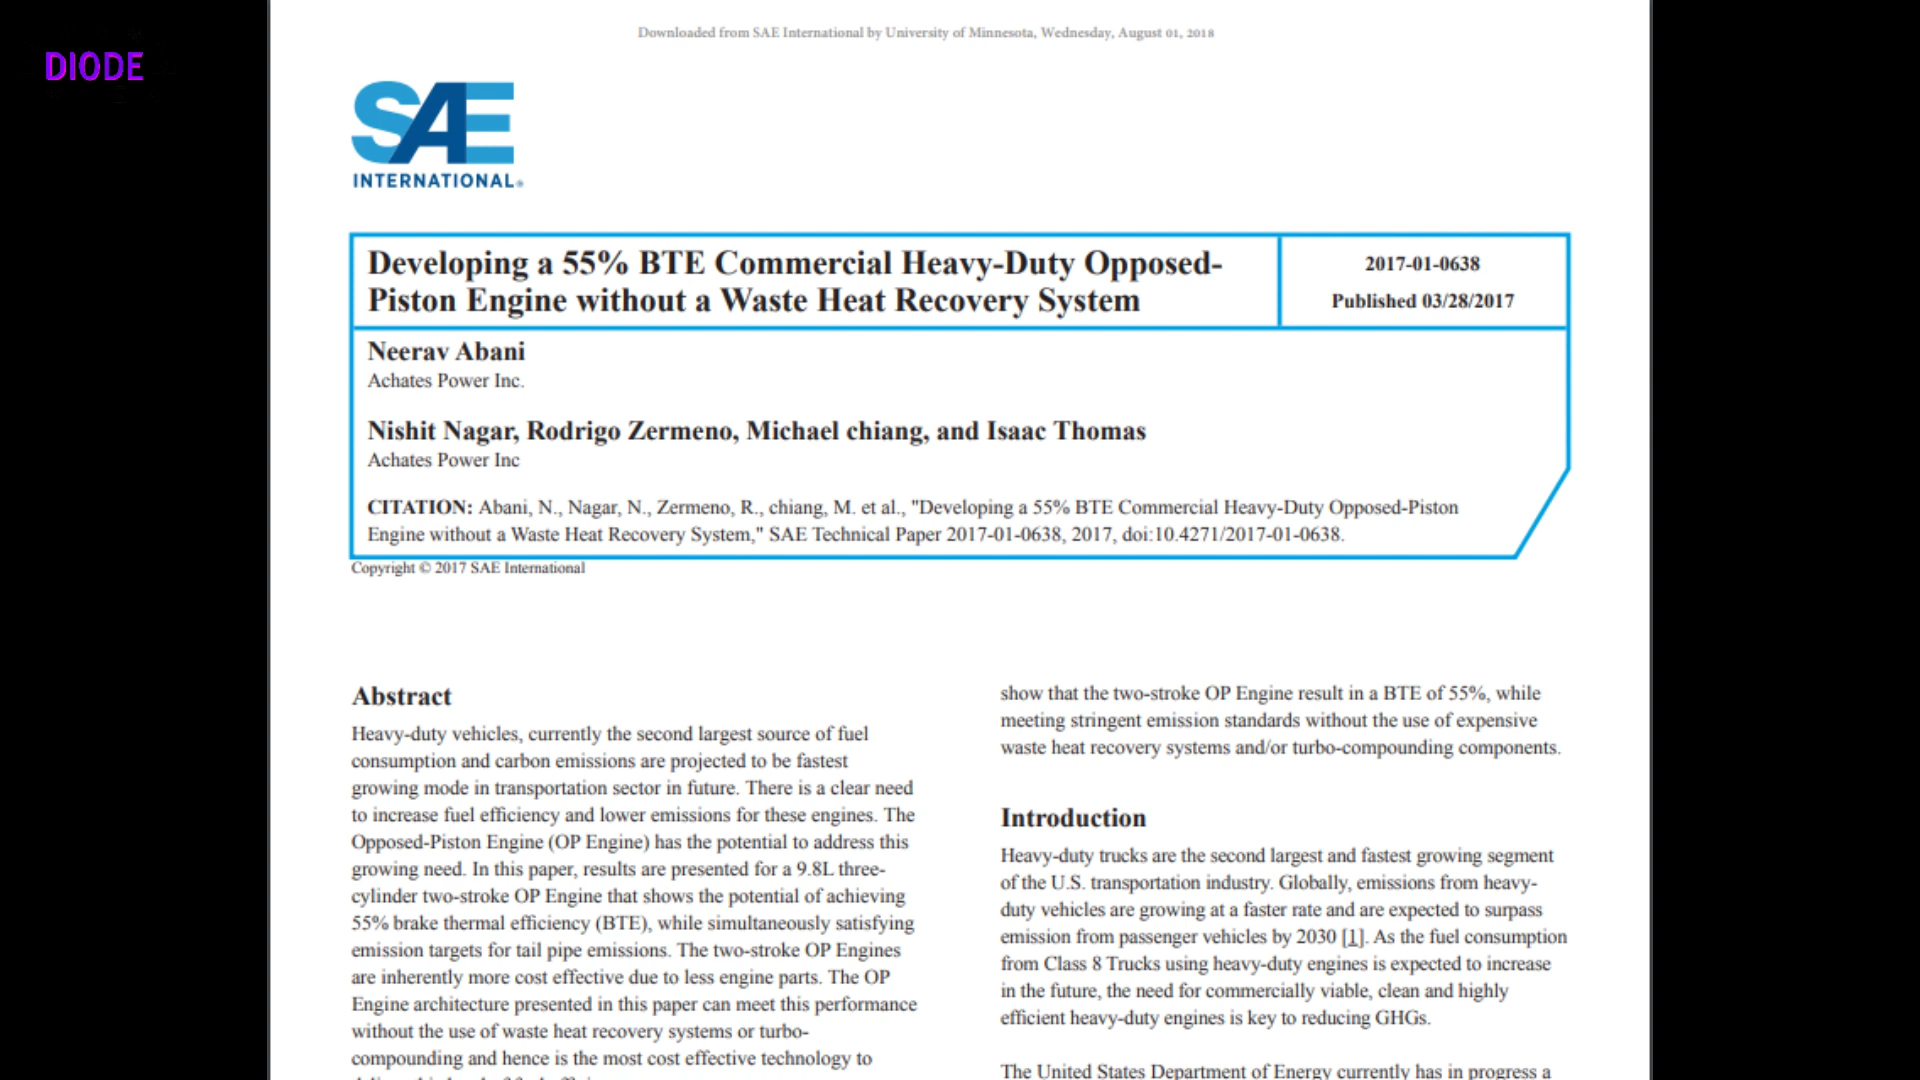 Downloaded from SAE International by University of Minnesota, Wednesday, August 01, 2018
DIODE
SAE
INTERNATIONAL®
Developing a 55% BTE Commercial Heavy-Duty Opposed-
Piston Engine without a Waste Heat Recovery System
2017-01-0638
Published 03/28/2017
Neerav Abani
Achates Power Inc.
Nishit Nagar, Rodrigo Zermeno, Michael chiang, and Isaac Thomas
Achates Power Inc
CITATION: Abani, N., Nagar, N., Zermeno, R., chiang, M. et al., "Developing a 55% BTE Commercial Heavy-Duty Opposed-Piston
Engine without a Waste Heat Recovery System," SAE Technical Paper 2017-01-0638, 2017, doi:10.4271/2017-01-0638.
Copyright © 2017 SAE International
Abstract
Heavy-duty vehicles, currently the second largest source of fuel
consumption and carbon emissions are projected to be fastest
growing mode in transportation sector in future. There is a clear need
to increase fuel efficiency and lower emissions for these engines. The
Opposed-Piston Engine (OP Engine) has the potential to address this
growing need. In this paper, results are presented for a 9.8L three-
cylinder two-stroke OP Engine that shows the potential of achieving
55% brake thermal efficiency (BTE), while simultaneously satisfying
emission targets for tail pipe emissions. The two-stroke OP Engines
are inherently more cost effective due to less engine parts. The OP
Engine architecture presented in this paper can meet this performance
without the use of waste heat recovery systems or turbo-
compounding and hence is the most cost effective technology to
show that the two-stroke OP Engine result in a BTE of 55%, while
meeting stringent emission standards without the use of expensive
waste heat recovery systems and/or turbo-compounding components.
Introduction
Heavy-duty trucks are the second largest and fastest growing segment
of the U.S. transportation industry. Globally, emissions from heavy-
duty vehicles are growing at a faster rate and are expected to surpass
emission from passenger vehicles by 2030 [1]. As the fuel consumption
from Class 8 Trucks using heavy-duty engines is expected to increase
in the future, the need for commercially viable, clean and highly
efficient heavy-duty engines is key to reducing GHGs.
The United States Department of Energy currently has in progress a